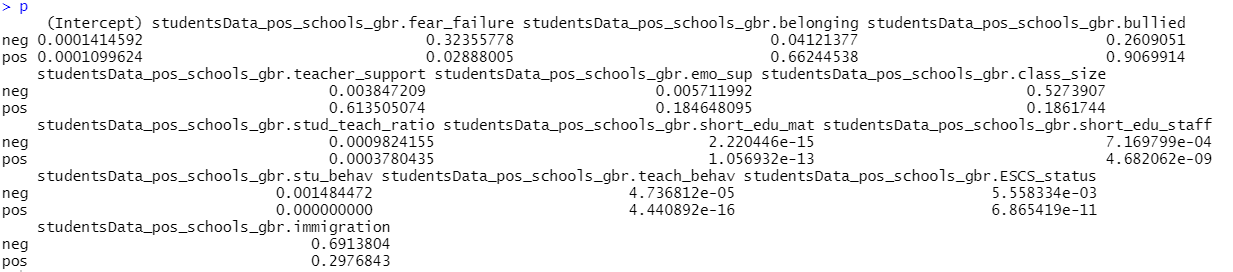 > p
(Intercept) studentsData_pos_schools_gbr.fear_failure studentsData_pos_schools_gbr.belonging studentsData_pos_schools_gbr.bullied
neg 0.0001414592 0.32355778 0.04121377 0.2609051
pos 0.0001099624 0.02888005 0.66244538 0.9069914
studentsData_pos_schools_gbr.teacher_support studentsData_pos_schools_gbr.emo_sup studentsData_pos_schools_gbr.class_size
neg 0.003847209 0.005711992 0.5273907
pos 0.613505074 0.184648095 0.1861744
studentsData_pos_schools_gbr.stud_teach_ratio studentsData_pos_schools_gbr.short_edu_mat studentsData_pos_schools_gbr.short_edu_staff
neg 0.0009824155 2.220446e-15 7.169799e-04
pos 0.0003780435 1.056932e-13 4.682062e-09
studentsData_pos_schools_gbr.stu_behav studentsData_pos_schools_gbr.teach_behav studentsData_pos_schools_gbr.ESCS_status
neg 0.001484472 4.736812e-05 5.558334e-03
pos 0.000000000 4.440892e-16 6.865419e-11
studentsData_pos_schools_gbr.immigration
neg 0.6913804
pos 0.2976843